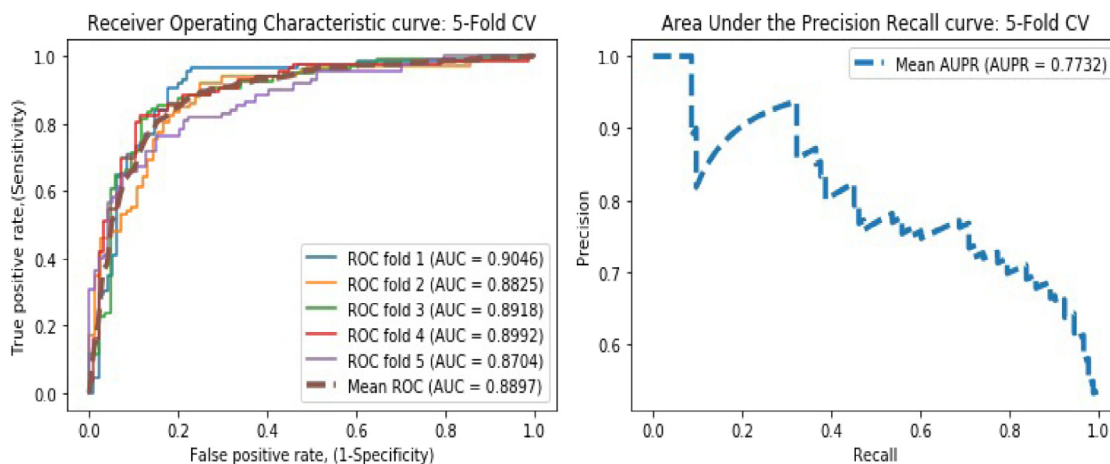 Receiver Operating Characteristic curve: 5-Fold CV
True positive rate,(Sensitivity)
1.0
0.8
0.6
0.4
0.2
0.0
ROC fold 1 (AUC = 0.9046)
ROC fold 2 (AUC = 0.8825)
ROC fold 3 (AUC = 0.8918)
ROC fold 4 (AUC = 0.8992)
ROC fold 5 (AUC = 0.8704)
Mean ROC (AUC = 0.8897)
0.0 0.2 0.4 0.6 0.8 1.0
False positive rate, (1-Specificity)
Area Under the Precision Recall curve: 5-Fold CV
Mean AUPR (AUPR = 0.7732)
Precision
1.0
0.9
0.8
0.7
0.6
0.0 0.2 0.4 0.6 0.8 1.0
Recall